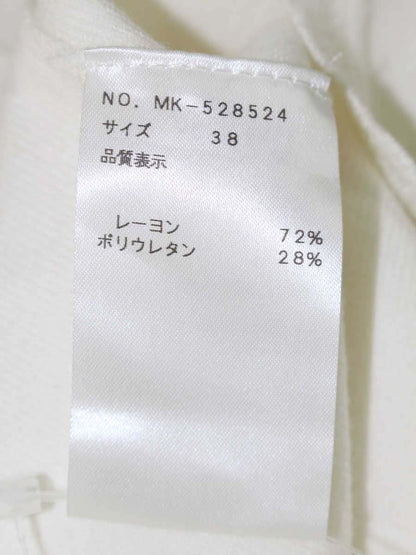 NO. MK-528524
サイズ 38
品質表示
レーヨン 72%
ポリウレタン 28%